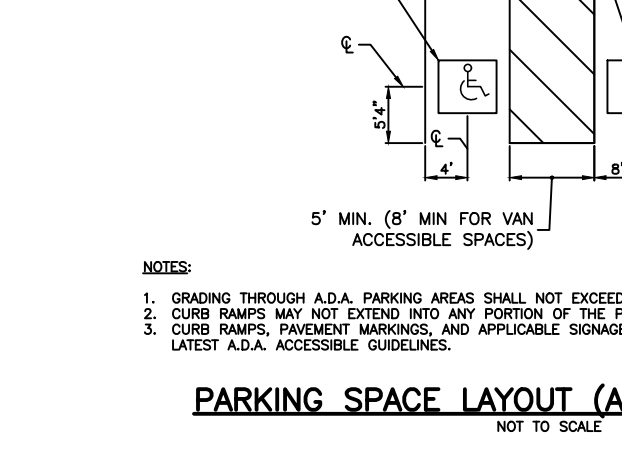 ℄
5'4"
℄
4'
8'
5' MIN. (8' MIN FOR VAN
ACCESSIBLE SPACES)
NOTES:
1. GRADING THROUGH A.D.A. PARKING AREAS SHALL NOT EXCEED
2. CURB RAMPS MAY NOT EXTEND INTO ANY PORTION OF THE P
3. CURB RAMPS, PAVEMENT MARKINGS, AND APPLICABLE SIGNAGE
LATEST A.D.A. ACCESSIBLE GUIDELINES.
PARKING SPACE LAYOUT (A
NOT TO SCALE